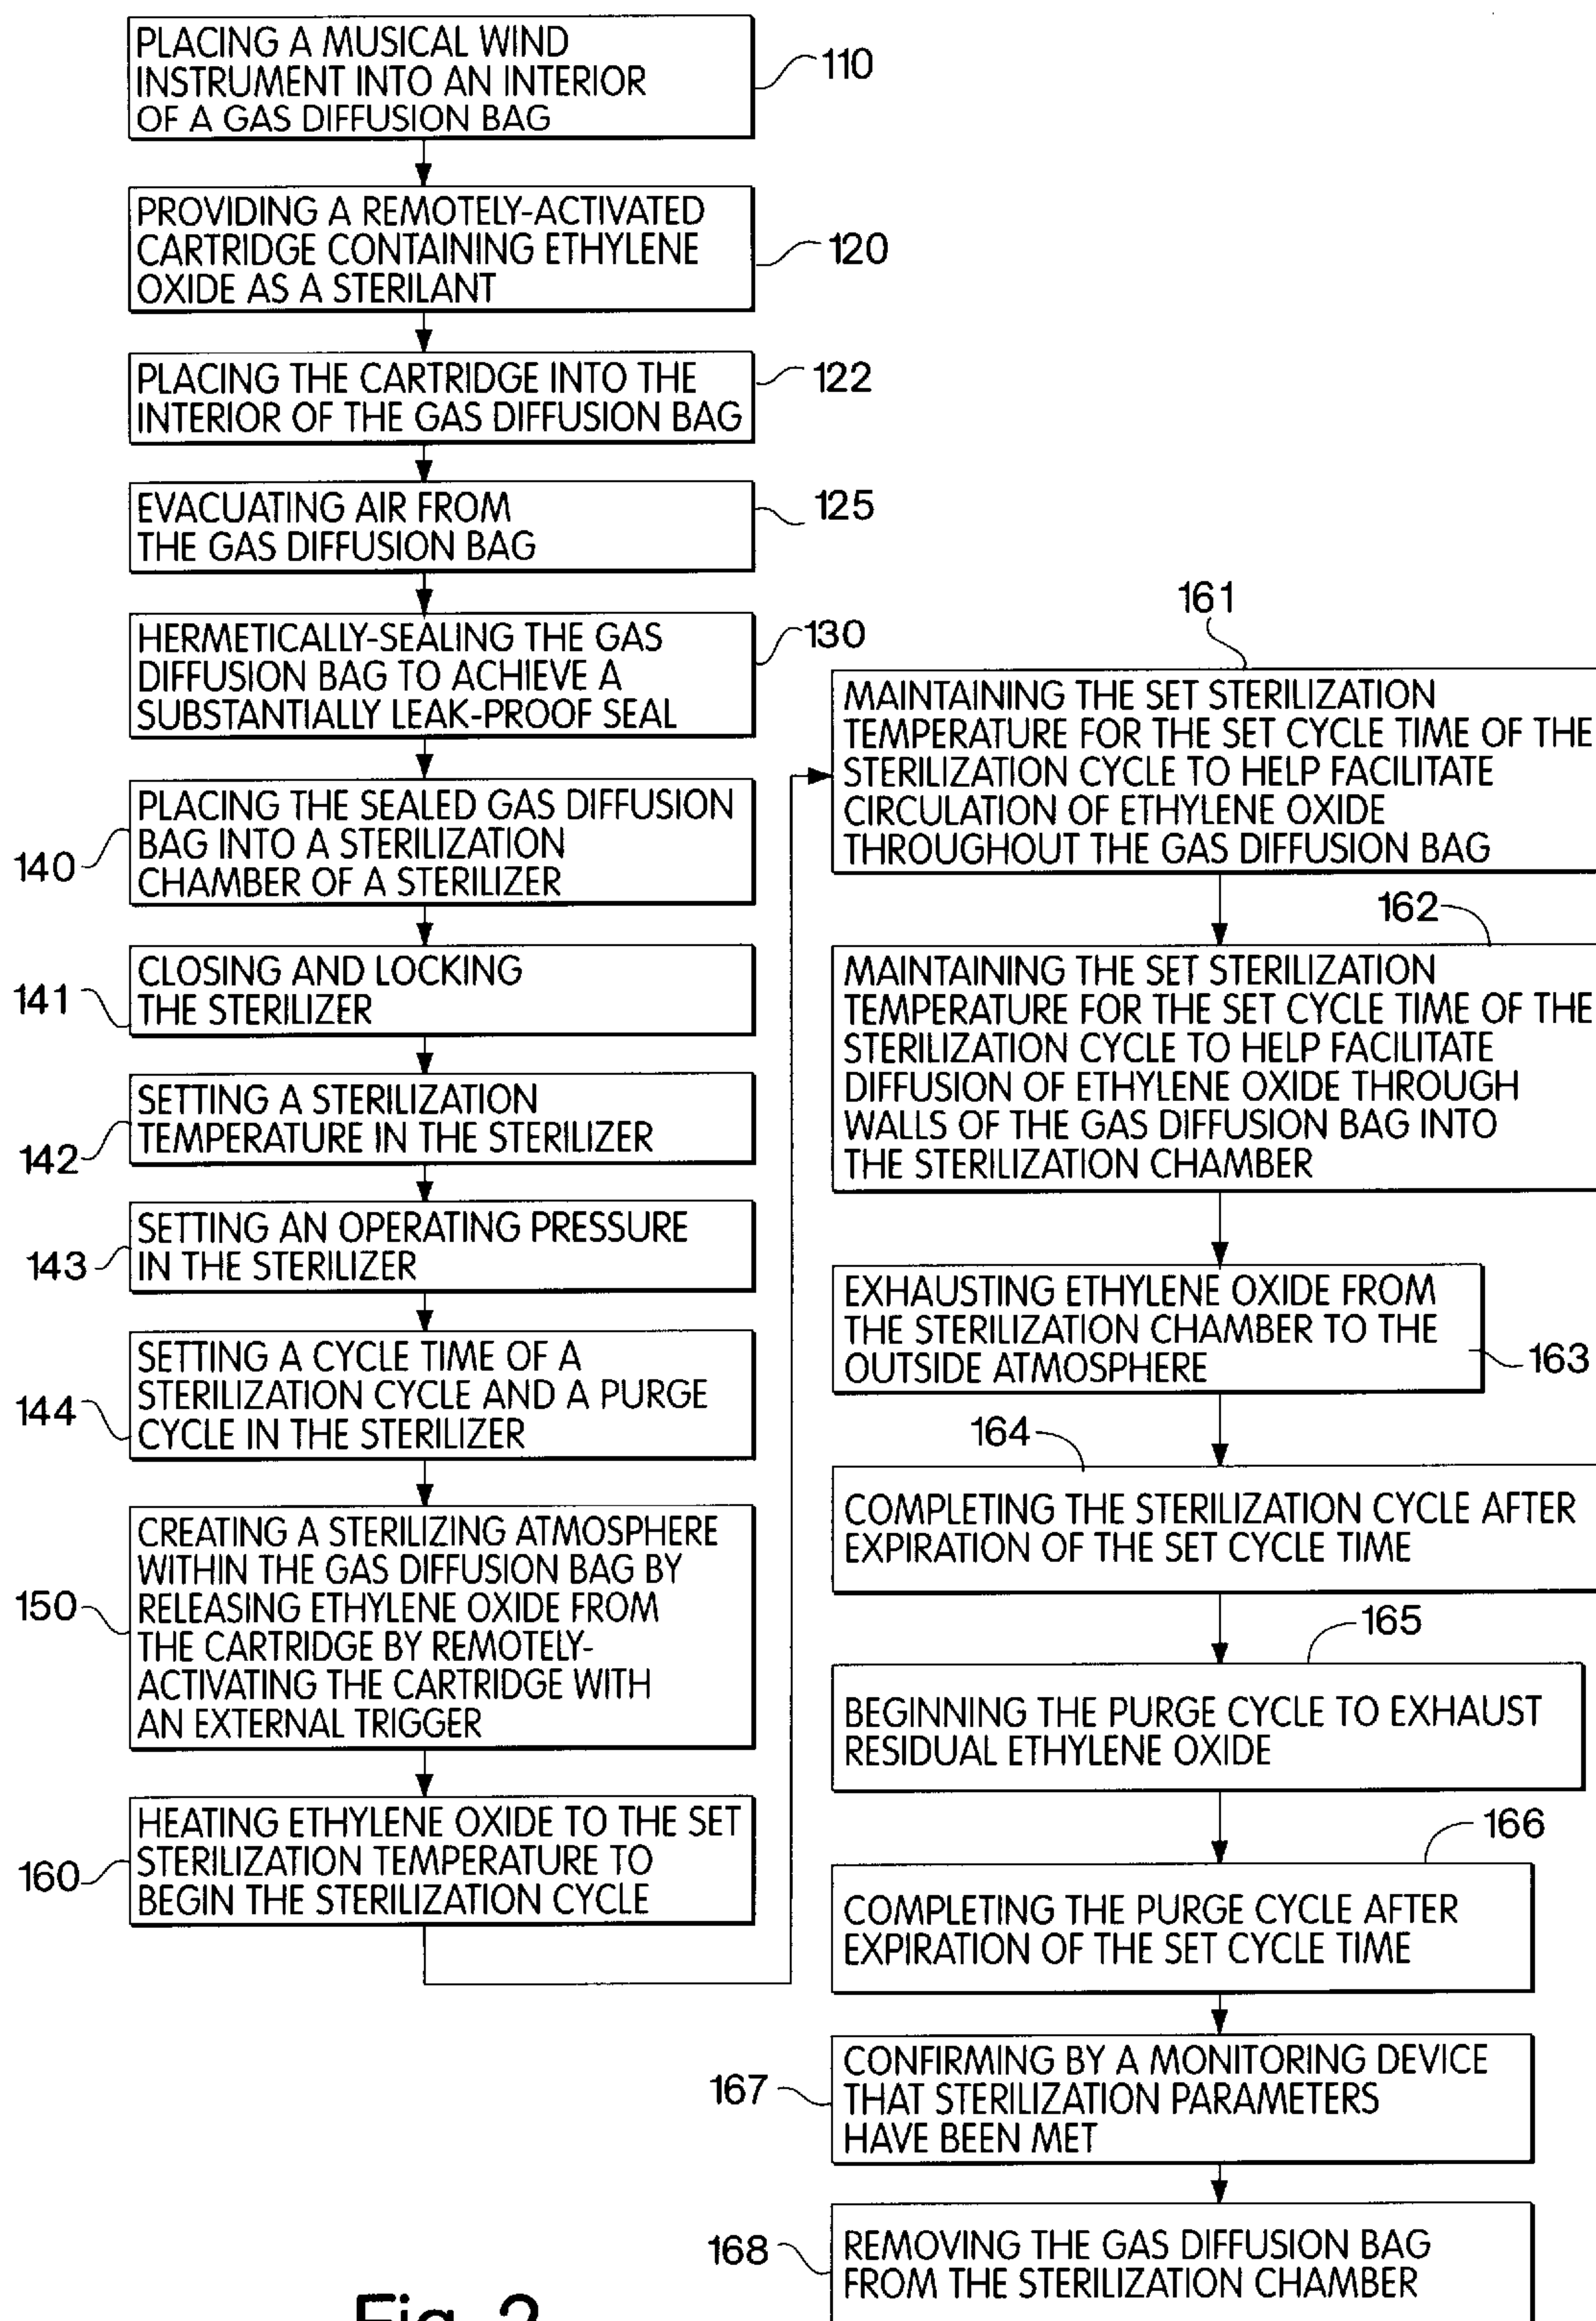 PLACING A MUSICAL WIND
INSTRUMENT INTO AN INTERIOR
OF A GAS DIFFUSION BAG
110
PROVIDING A REMOTELY-ACTIVATED
CARTRIDGE CONTAINING ETHYLENE
OXIDE AS A STERILANT
120
PLACING THE CARTRIDGE INTO THE
INTERIOR OF THE GAS DIFFUSION BAG
122
EVACUATING AIR FROM
THE GAS DIFFUSION BAG
125
HERMETICALLY-SEALING THE GAS
DIFFUSION BAG TO ACHIEVE A
SUBSTANTIALLY LEAK-PROOF SEAL
130
PLACING THE SEALED GAS DIFFUSION
BAG INTO A STERILIZATION
CHAMBER OF A STERILIZER
140
CLOSING AND LOCKING
THE STERILIZER
141
SETTING A STERILIZATION
TEMPERATURE IN THE STERILIZER
142
SETTING AN OPERATING PRESSURE
IN THE STERILIZER
143
SETTING A CYCLE TIME OF A
STERILIZATION CYCLE AND A PURGE
CYCLE IN THE STERILIZER
144
CREATING A STERILIZING ATMOSPHERE
WITHIN THE GAS DIFFUSION BAG BY
RELEASING ETHYLENE OXIDE FROM
THE CARTRIDGE BY REMOTELY-
ACTIVATING THE CARTRIDGE WITH
AN EXTERNAL TRIGGER
150
HEATING ETHYLENE OXIDE TO THE SET
STERILIZATION TEMPERATURE TO
BEGIN THE STERILIZATION CYCLE
160
161
MAINTAINING THE SET STERILIZATION
TEMPERATURE FOR THE SET CYCLE TIME OF THE
STERILIZATION CYCLE TO HELP FACILITATE
CIRCULATION OF ETHYLENE OXIDE
THROUGHOUT THE GAS DIFFUSION BAG
162
MAINTAINING THE SET STERILIZATION
TEMPERATURE FOR THE SET CYCLE TIME OF THE
STERILIZATION CYCLE TO HELP FACILITATE
DIFFUSION OF ETHYLENE OXIDE THROUGH
WALLS OF THE GAS DIFFUSION BAG INTO
THE STERILIZATION CHAMBER
EXHAUSTING ETHYLENE OXIDE FROM
THE STERILIZATION CHAMBER TO THE
OUTSIDE ATMOSPHERE
163
164
COMPLETING THE STERILIZATION CYCLE AFTER
EXPIRATION OF THE SET CYCLE TIME
165
BEGINNING THE PURGE CYCLE TO EXHAUST
RESIDUAL ETHYLENE OXIDE
166
COMPLETING THE PURGE CYCLE AFTER
EXPIRATION OF THE SET CYCLE TIME
CONFIRMING BY A MONITORING DEVICE
THAT STERILIZATION PARAMETERS
HAVE BEEN MET
167
REMOVING THE GAS DIFFUSION BAG
FROM THE STERILIZATION CHAMBER
168
Fig. 2